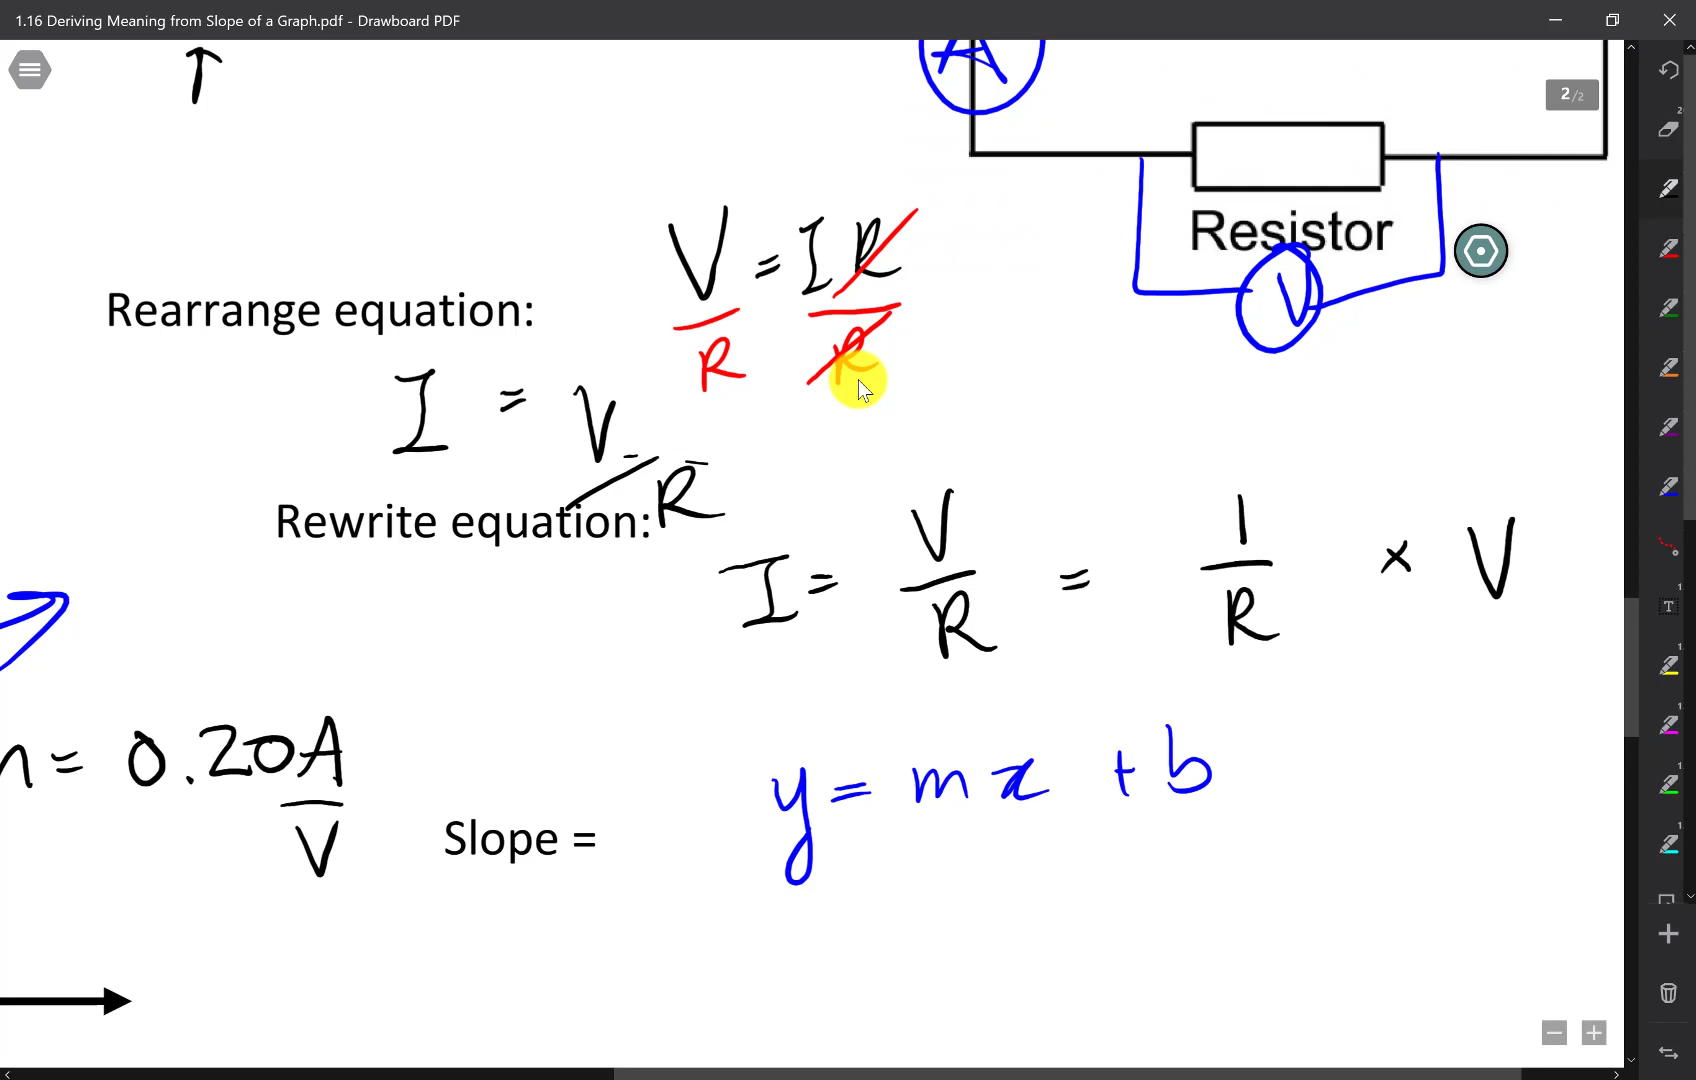 1.16 Deriving Meaning from Slope of a Graph.pdf - Drawboard PDF
A
2/2
Resistor
V
V = I R
R R
Rearrange equation:
I = V/R
Rewrite equation:
I = V/R = 1/R × V
m = 0.20A/V
y = mx + b
Slope =